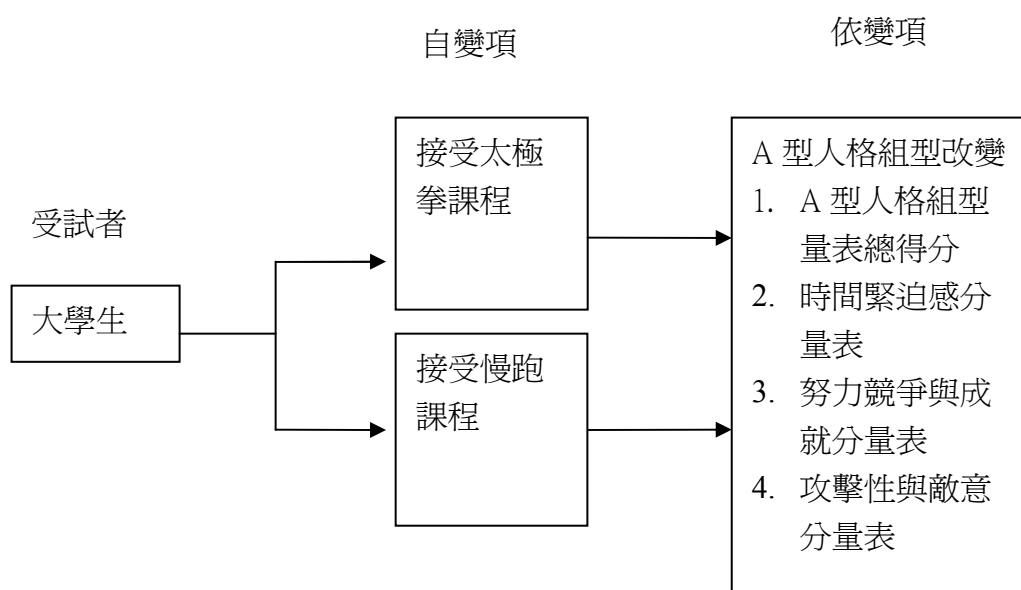 自變項
依變項
受試者
大學生
接受太極
拳課程
接受慢跑
課程
A 型人格組型改變
1. A 型人格組型
量表總得分
2. 時間緊迫感分
量表
3. 努力競爭與成
就分量表
4. 攻擊性與敵意
分量表